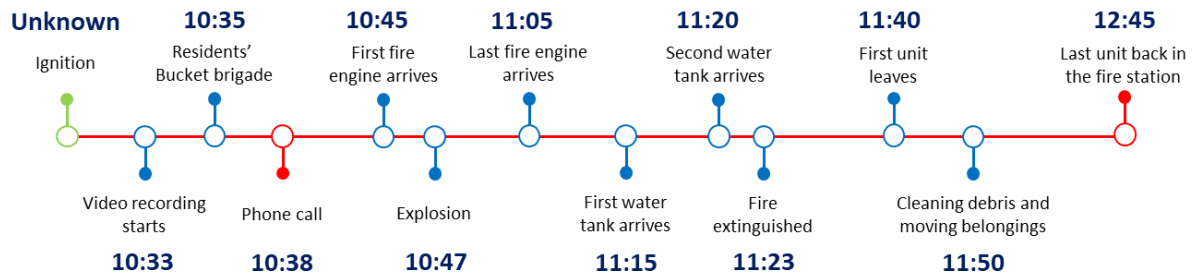 Unknown
Ignition
Video recording
starts
10:33
10:35
Residents’
Bucket brigade
Phone call
10:38
10:45
First fire
engine arrives
Explosion
10:47
11:05
Last fire engine
arrives
First water
tank arrives
11:15
11:20
Second water
tank arrives
Fire
extinguished
11:23
11:40
First unit
leaves
Cleaning debris and
moving belongings
11:50
12:45
Last unit back in
the fire station